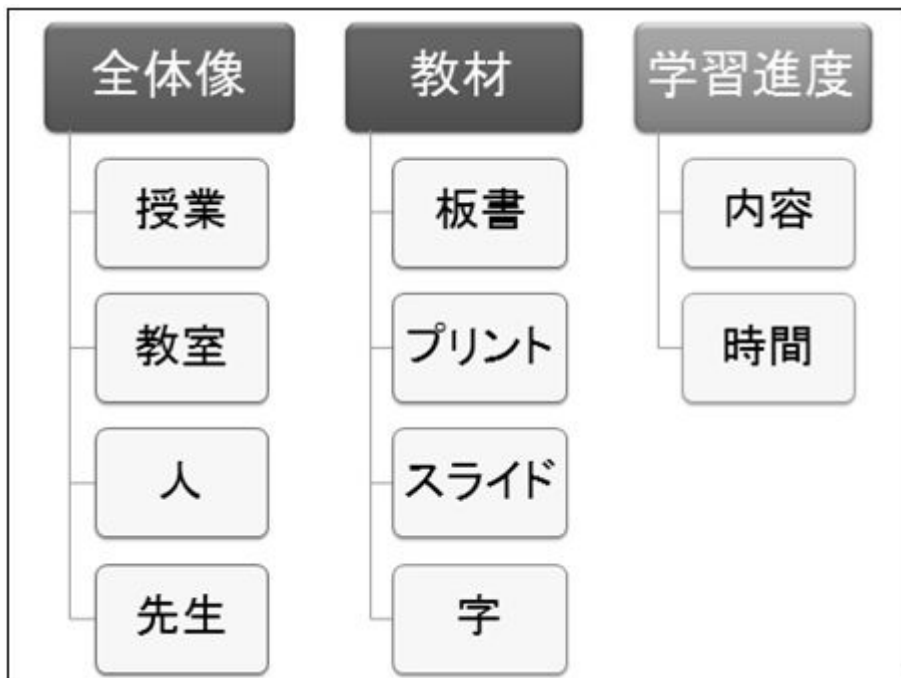 全体像
授業
教室
人
先生
教材
板書
プリント
スライド
字
学習進度
内容
時間